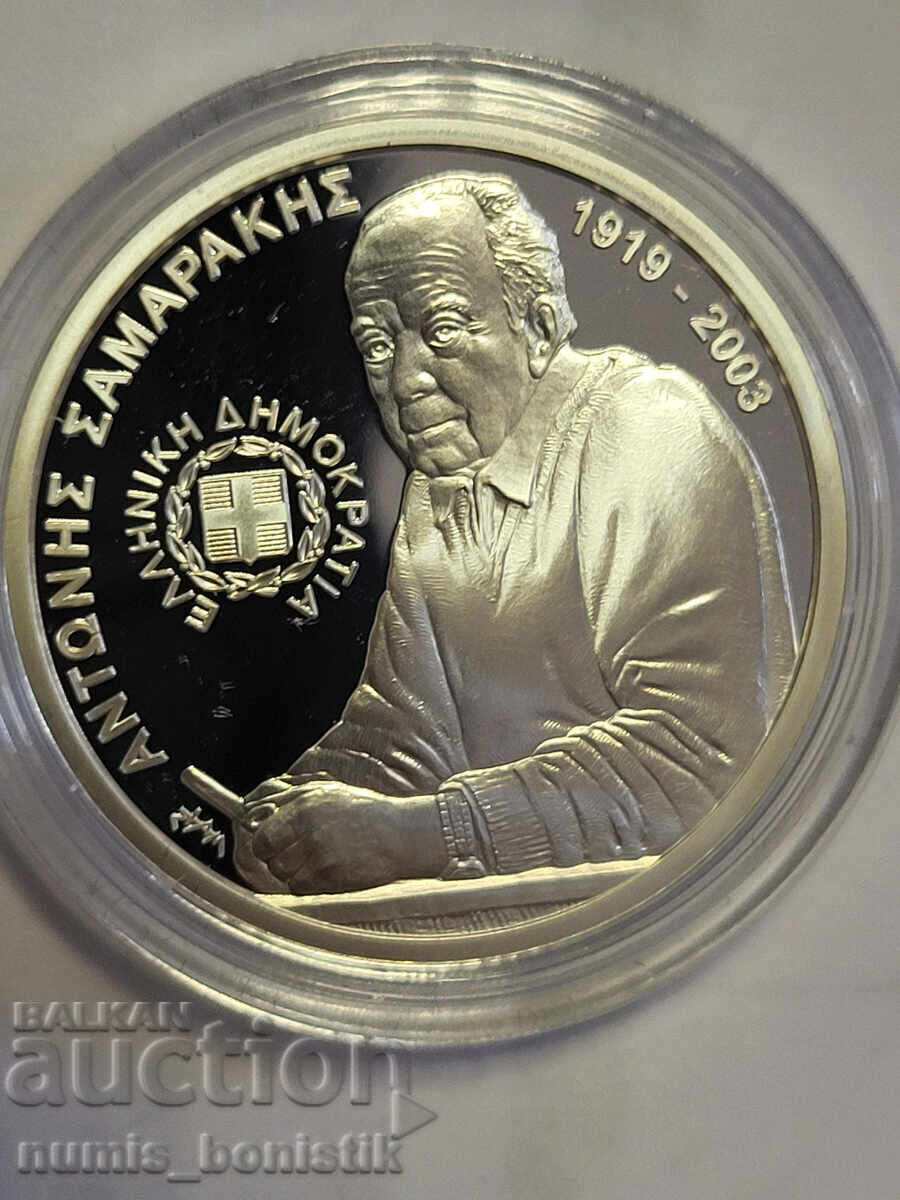 ΑΝΤΩΝΗΣ ΣΑΜΑΡΑΚΗΣ
1919 - 2003
ΕΛΛΗΝΙΚΗ ΔΗΜΟΚΡΑΤΙΑ
BALKAN
auction
numis_bonistik